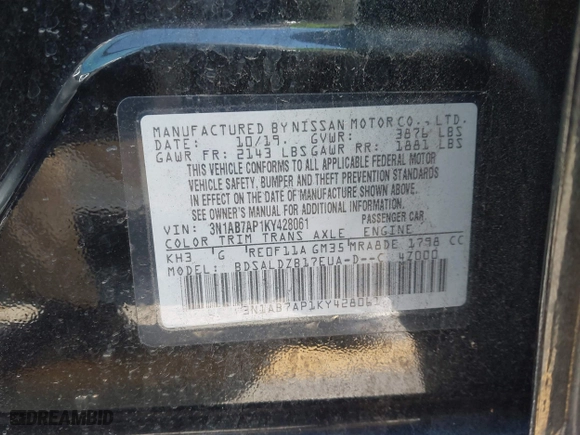 MANUFACTURED BY NISSAN MOTOR CO., LTD.
DATE: 10/19. GVWR: 3876 LBS
GAWR FR: 2143 LBS GAWR RR: 1881 LBS
THIS VEHICLE CONFORMS TO ALL APPLICABLE FEDERAL MOTOR
VEHICLE SAFETY, BUMPER AND THEFT PREVENTION STANDARDS
IN EFFECT ON THE DATE OF MANUFACTURE SHOWN ABOVE.
SEE OWNER'S MANUAL FOR ADDITIONAL INFORMATION.
VIN: 3N1AB7AP1KY428061 PASSENGER CAR
COLOR TRIM TRANS AXLE ENGINE
KH3 G RE0F11A GM35 MRA8DE 1798 CC
MODEL: BDSALDZB17EUA-D--C 4Z000
3N1AB7AP1KY428061
DREAMBID